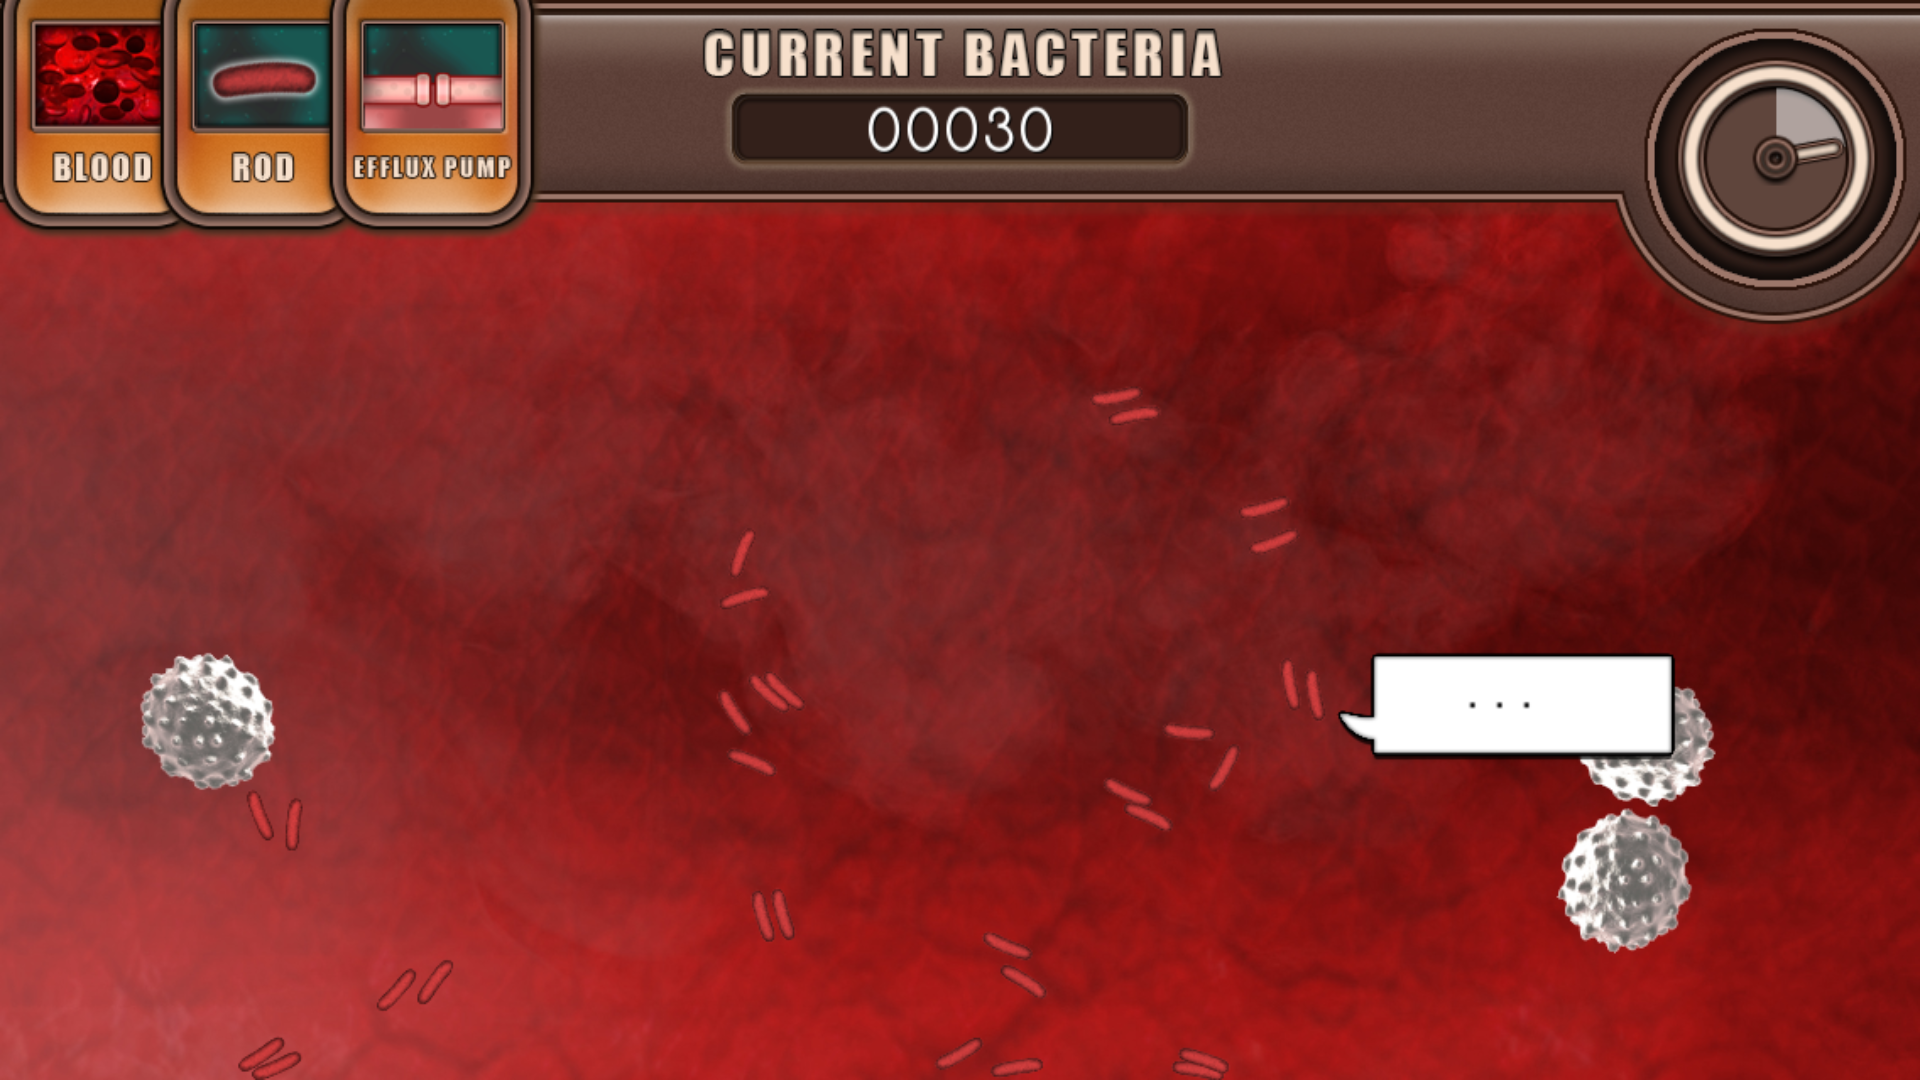 CURRENT BACTERIA
00030
BLOOD
ROD
EFFLUX PUMP
...